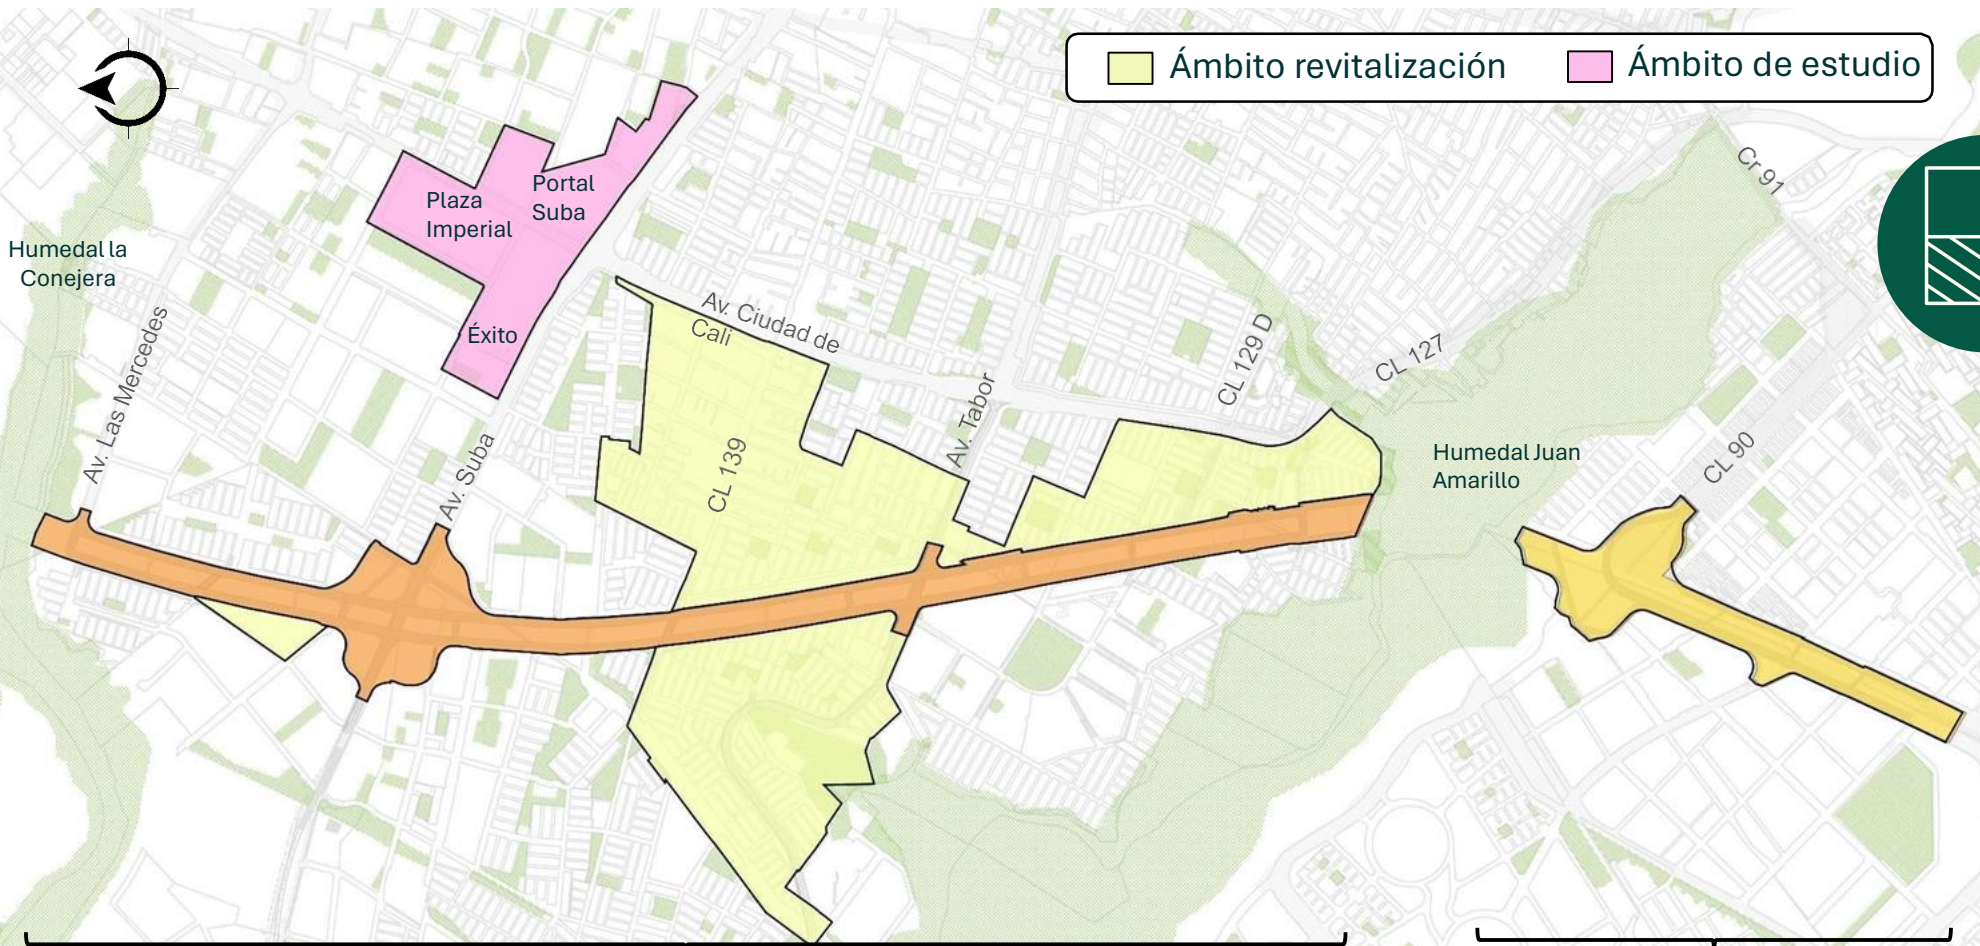 Ámbito revitalización
Ámbito de estudio
Cr 91
Portal
Suba
Plaza
Imperial
Humedal la
Conejera
Av. Ciudad de
Cali
Éxito
Av. Las Mercedes
CL 129 D
CL 127
Av. Tabor
Av. Suba
CL 139
Humedal Juan
Amarillo
CL 90